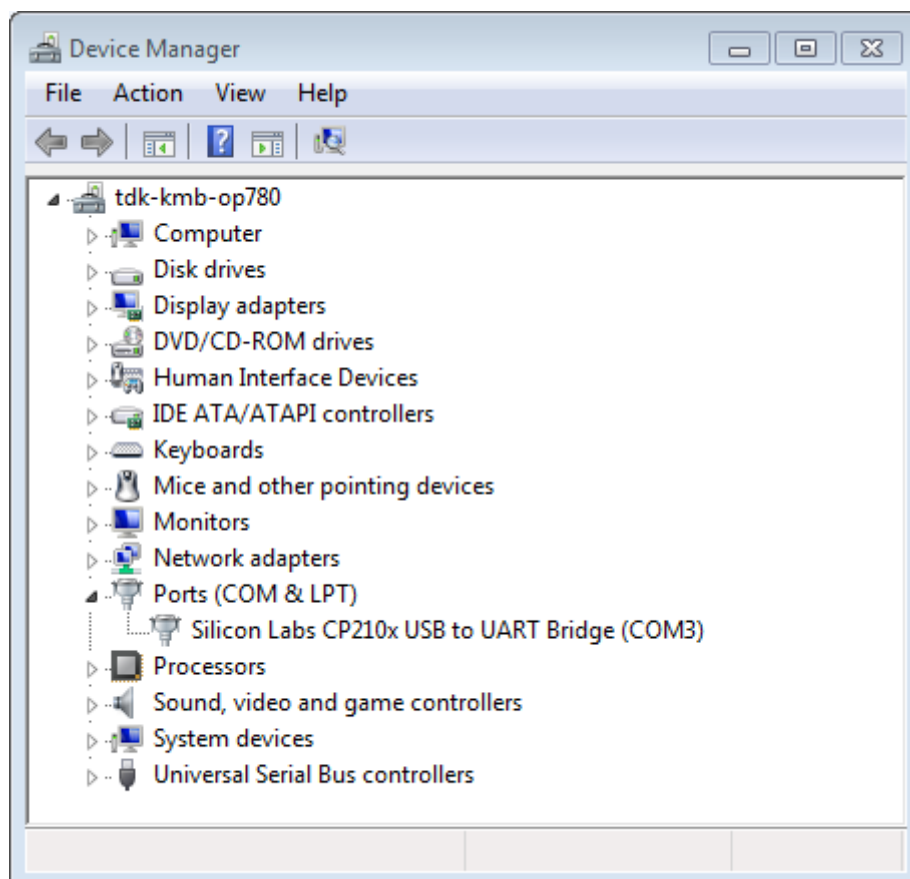 Device Manager
File Action View Help
?
tdk-kmb-op780
Computer
Disk drives
Display adapters
DVD/CD-ROM drives
Human Interface Devices
IDE ATA/ATAPI controllers
Keyboards
Mice and other pointing devices
Monitors
Network adapters
Ports (COM & LPT)
Silicon Labs CP210x USB to UART Bridge (COM3)
Processors
Sound, video and game controllers
System devices
Universal Serial Bus controllers